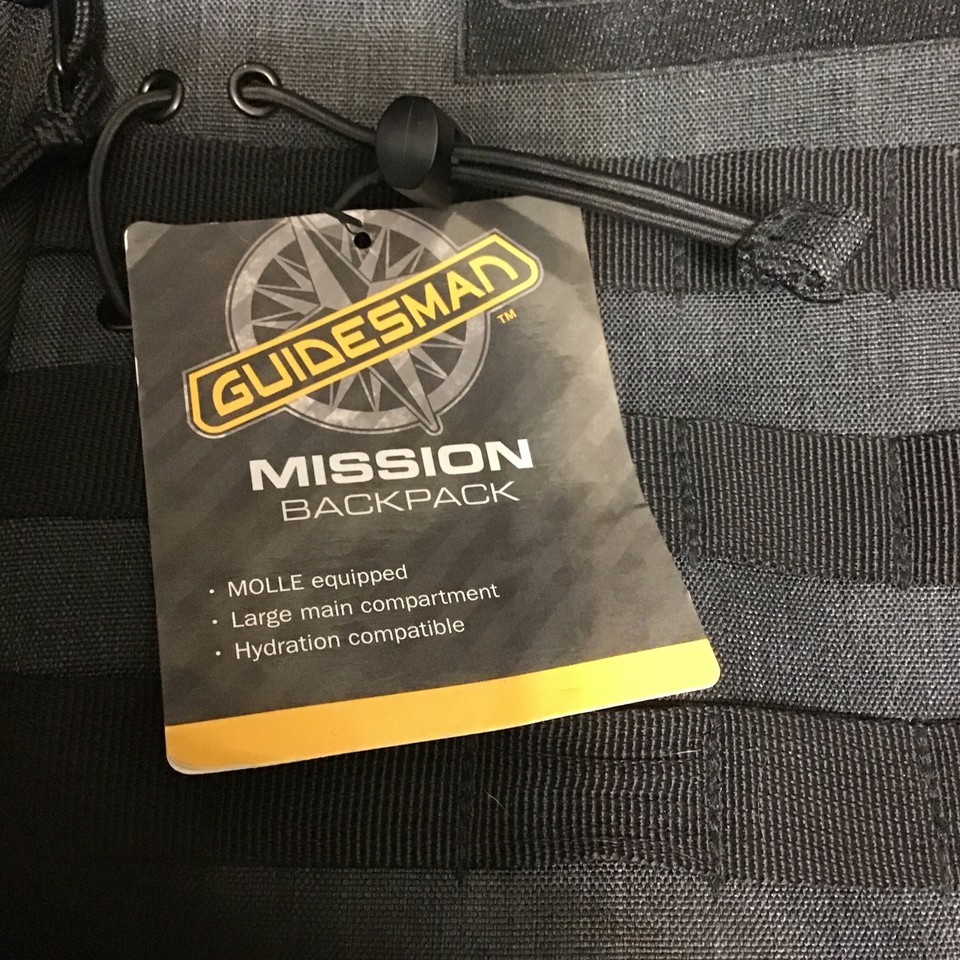 GUIDESMAN
TM
MISSION
BACKPACK
· MOLLE equipped
· Large main compartment
· Hydration compatible